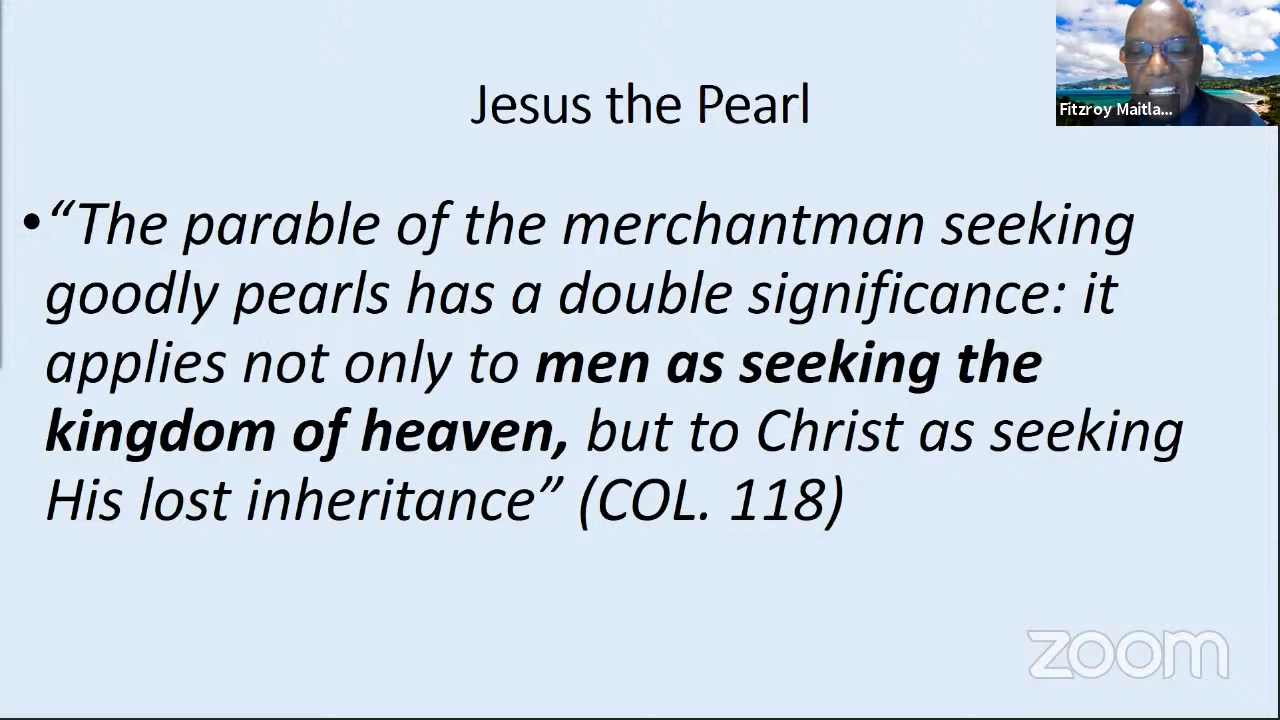 Jesus the Pearl
Fitzroy Maitla...
•“The parable of the merchantman seeking
goodly pearls has a double significance: it
applies not only to men as seeking the
kingdom of heaven, but to Christ as seeking
His lost inheritance” (COL. 118)
zoom